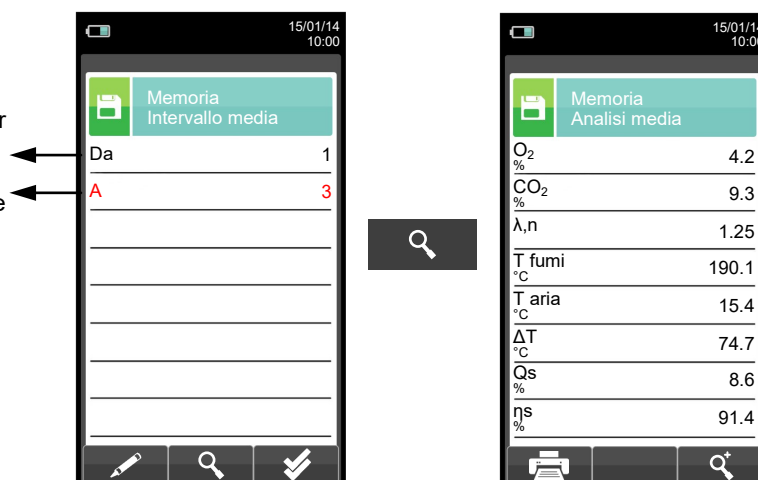 15/01/14
10:00
Memoria
Intervallo media
r
Da 1
e
A 3
15/01/14
10:00
Memoria
Analisi media
O₂
% 4.2
CO₂
% 9.3
λ,n 1.25
T fumi
°C 190.1
T aria
°C 15.4
ΔT
°C 74.7
Qs
% 8.6
ηs
% 91.4